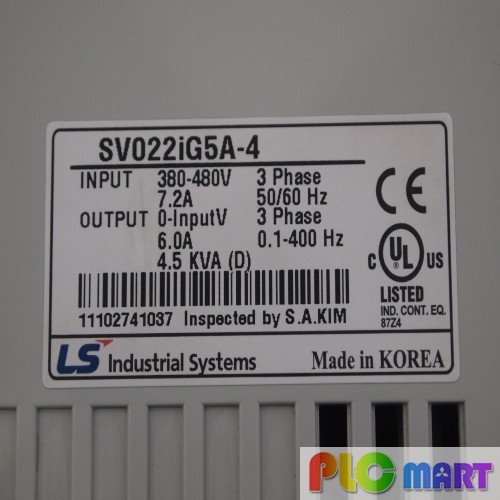 SV022iG5A-4
INPUT 380-480V 3 Phase
7.2A 50/60 Hz
OUTPUT 0-InputV 3 Phase
6.0A 0.1-400 Hz
4.5 KVA (D)
CE
C UL US
LISTED
IND. CONT. EQ.
87Z4
11102741037 Inspected by S.A.KIM
LS Industrial Systems Made in KOREA
PLC MART